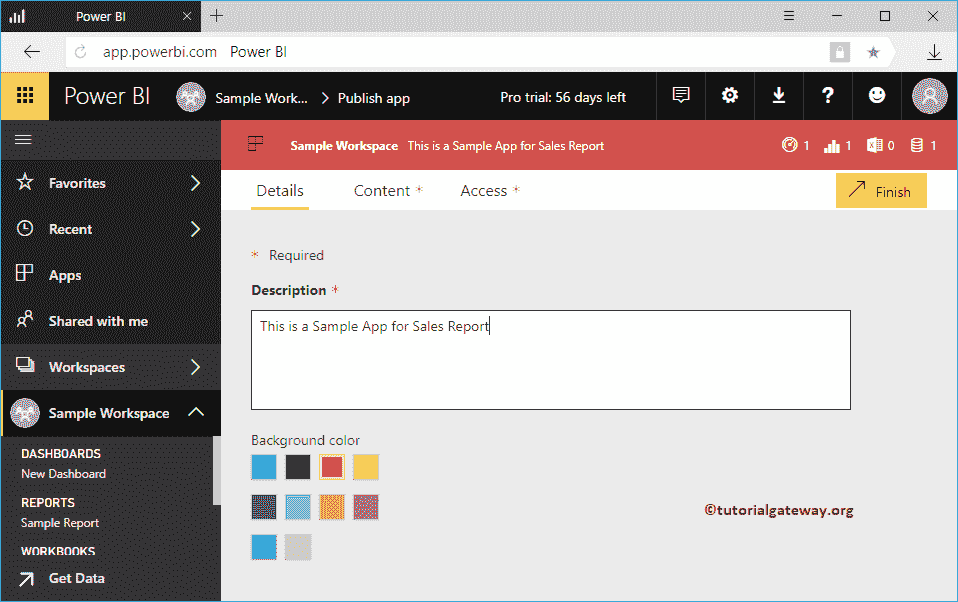 Power BI
app.powerbi.com Power BI
Power BI Sample Work... Publish app Pro trial: 56 days left
Sample Workspace This is a Sample App for Sales Report 1 1 0 1
Favorites
Recent
Apps
Shared with me
Workspaces
Sample Workspace
DASHBOARDS
New Dashboard
REPORTS
Sample Report
WORKBOOKS
Get Data
Details Content * Access * Finish
* Required
Description *
This is a Sample App for Sales Report
Background color
©tutorialgateway.org